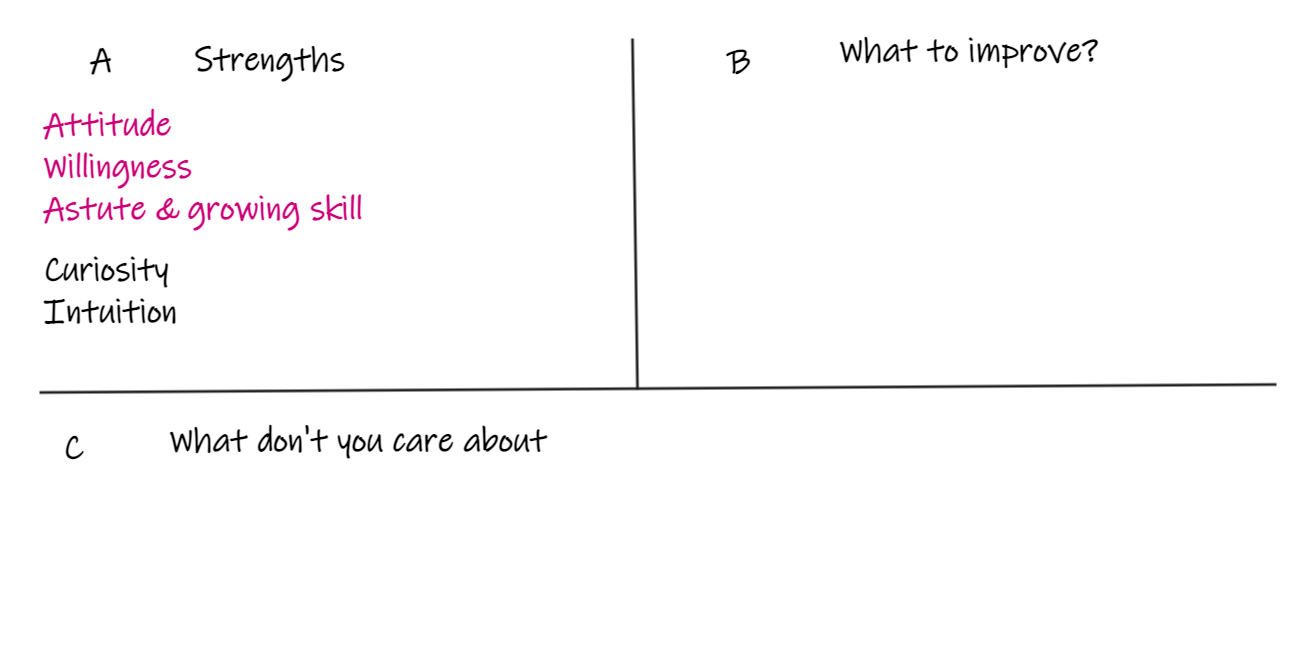 A Strengths
Attitude
Willingness
Astute & growing skill
Curiosity
Intuition
B What to improve?
C What don't you care about